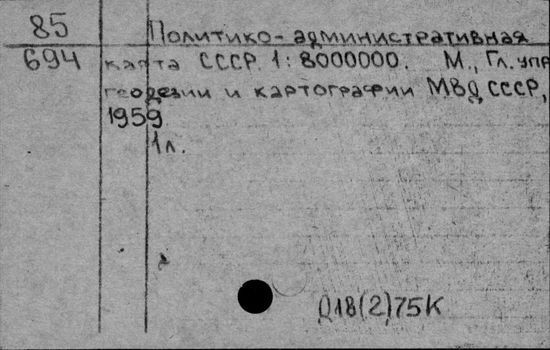 85 Политико-административная
694 карта СССР. 1:8000000. М., Гл. упр
геодезии и картографии МВД СССР,
1959
1л.
Д18(2)75К